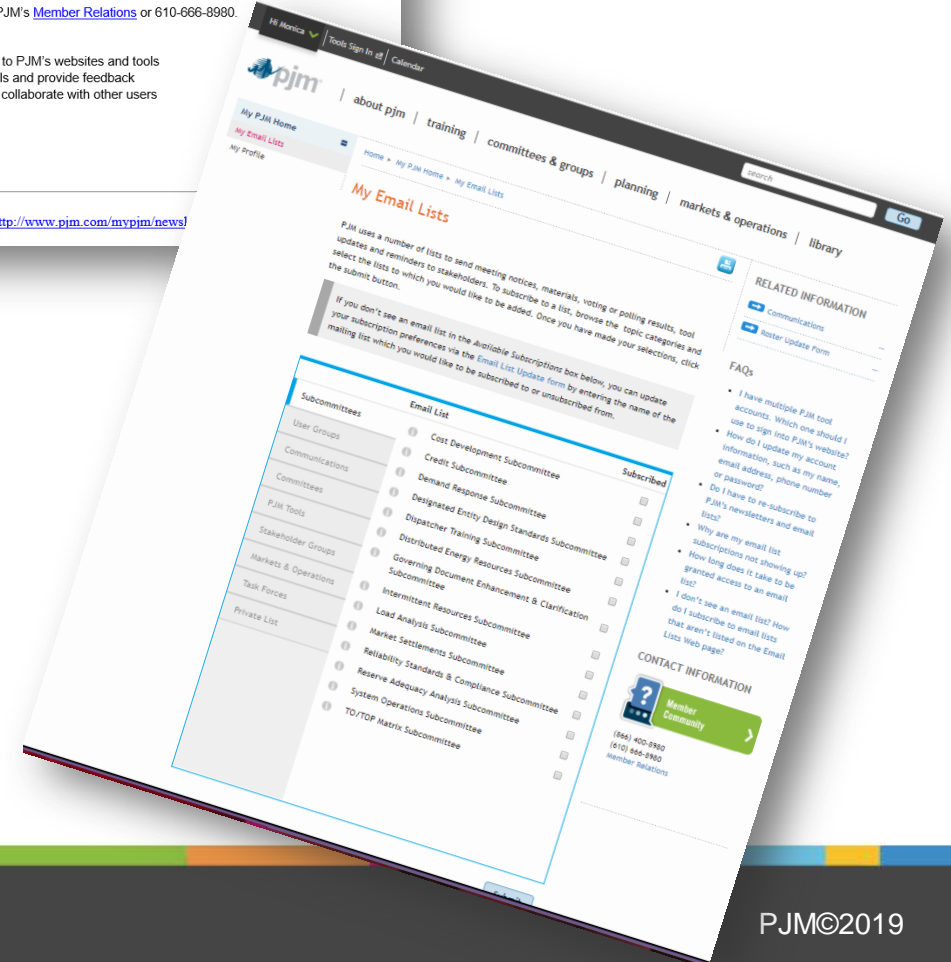 PJM's Member Relations or 610-666-8980.
to PJM's websites and tools
ls and provide feedback
collaborate with other users
ttp://www.pjm.com/mypjm/news
Hi Monica | Tools Sign In | Calendar
search Go
pjm | about pjm | training | committees & groups | planning | markets & operations | library
My PJM Home
My Email Lists
My Profile
Home ▸ My PJM Home ▸ My Email Lists
My Email Lists
PJM uses a number of lists to send meeting notices, materials, voting or polling results, tool
updates and reminders to stakeholders. To subscribe to a list, browse the topic categories and
select the lists to which you would like to be added. Once you have made your selections, click
the submit button.
If you don't see an email list in the Available Subscriptions box below, you can update
your subscription preferences via the Email List Update form by entering the name of the
mailing list which you would like to be subscribed to or unsubscribed from.
Subcommittees
User Groups
Communications
Committees
PJM Tools
Stakeholder Groups
Markets & Operations
Task Forces
Private List
Email List Subscribed
Cost Development Subcommittee
Credit Subcommittee
Demand Response Subcommittee
Designated Entity Design Standards Subcommittee
Dispatcher Training Subcommittee
Distributed Energy Resources Subcommittee
Governing Document Enhancement & Clarification
Subcommittee
Intermittent Resources Subcommittee
Load Analysis Subcommittee
Market Settlements Subcommittee
Reliability Standards & Compliance Subcommittee
Reserve Adequacy Analysis Subcommittee
System Operations Subcommittee
TO/TOP Matrix Subcommittee
RELATED INFORMATION
Communications
Roster Update Form
FAQs
• I have multiple PJM tool
accounts. Which one should I
use to sign into PJM's website?
• How do I update my account
information, such as my name,
email address, phone number
or password?
• Do I have to re-subscribe to
PJM's newsletters and email
lists?
• Why are my email list
subscriptions not showing up?
• How long does it take to be
granted access to an email
list?
• I don't see an email list? How
do I subscribe to email lists
that aren't listed on the Email
Lists Web page?
CONTACT INFORMATION
Member
Community
(866) 400-8980
(610) 666-8980
Member Relations
PJM©2019